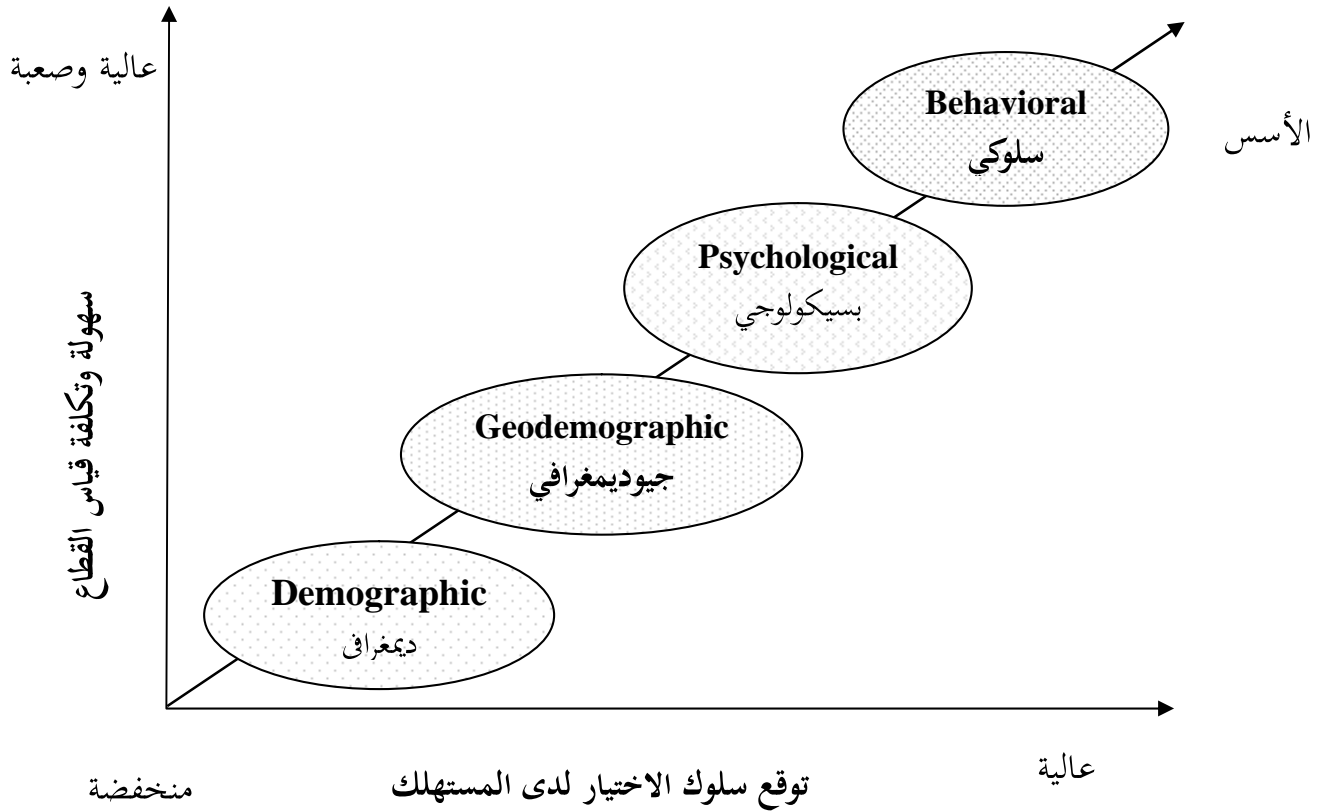 عالية وصعبة
Behavioral
سلوكي
الأسس
Psychological
بسيكولوجي
Geodemographic
جيوديمغرافي
سهولة وتكلفة قياس القطاع
Demographic
ديمغرافى
عالية
توقع سلوك الاختيار لدى المستهلك
منخفضة